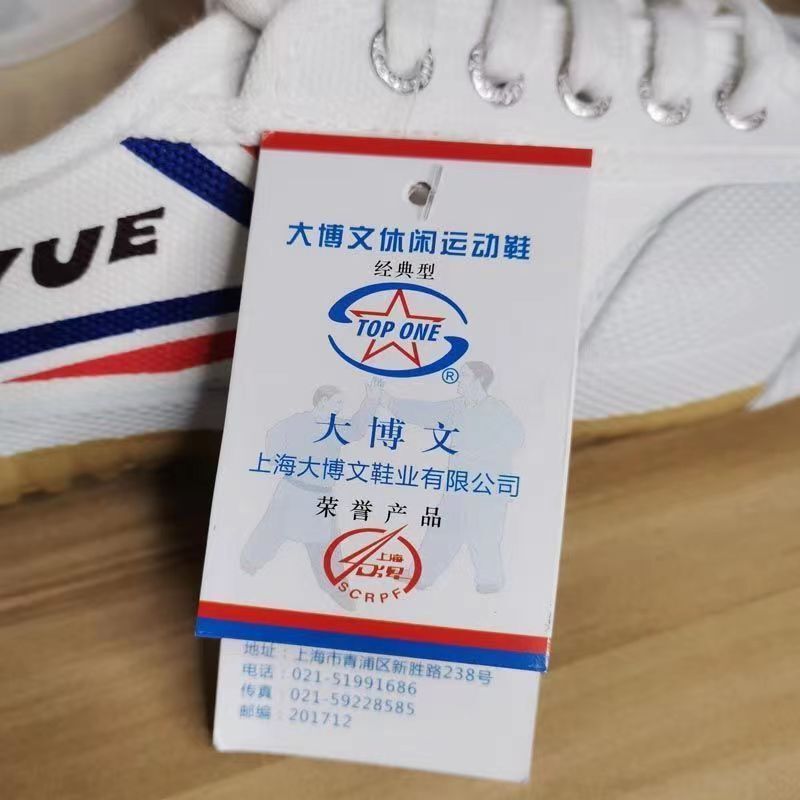 YUE
大博文休闲运动鞋
经典型
TOP ONE
®
大博文
上海大博文鞋业有限公司
荣誉产品
上海
SCRPF
地址：上海市青浦区新胜路238号
电话：021-51991686
传真：021-59228585
邮编：201712